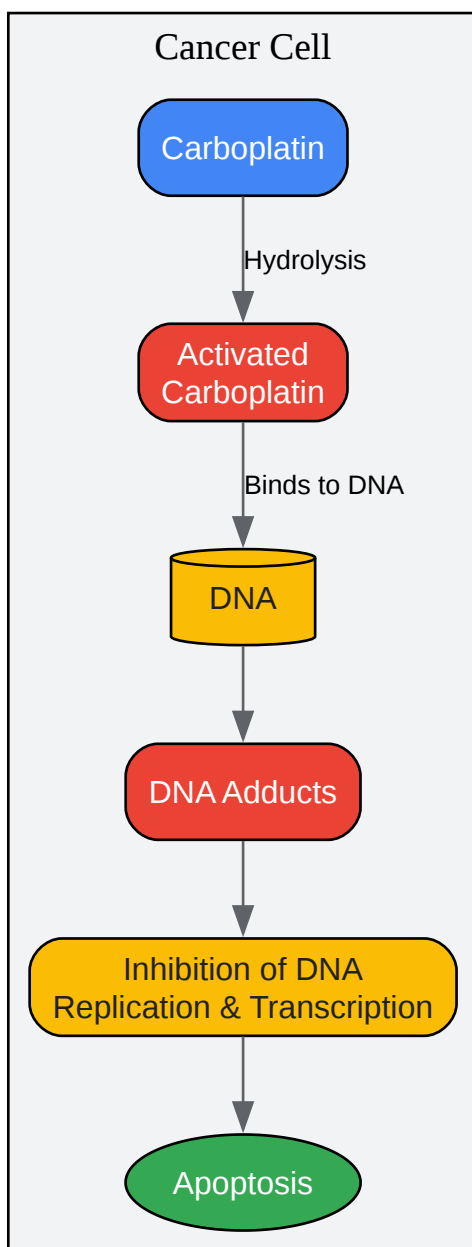 Cancer Cell
Carboplatin
Hydrolysis
Activated
Carboplatin
Binds to DNA
DNA
DNA Adducts
Inhibition of DNA
Replication & Transcription
Apoptosis